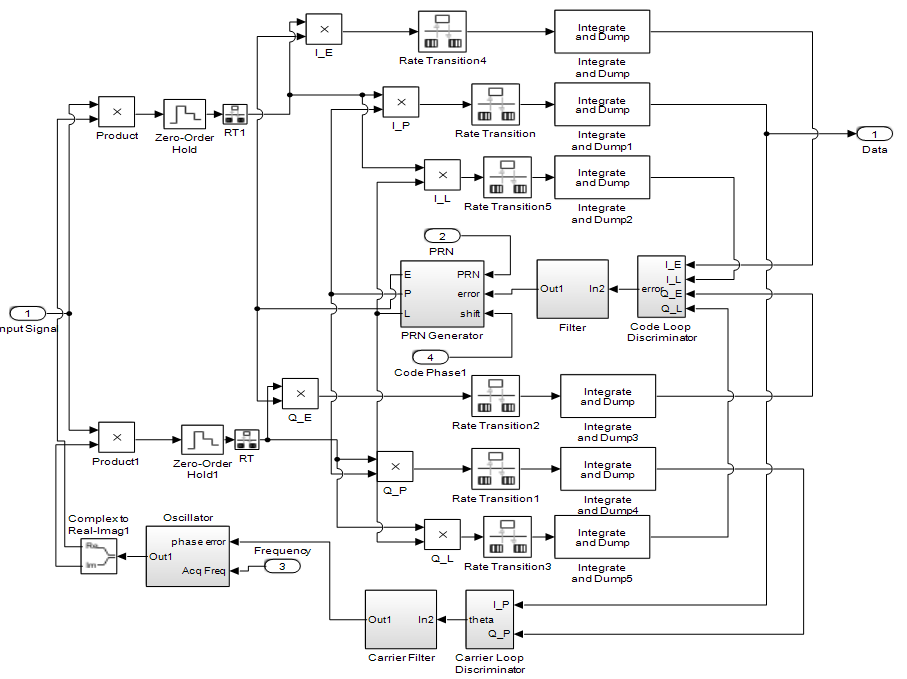 Integrate
and Dump
I_E
Rate Transition4
Integrate
and Dump
Integrate
and Dump
Product
Zero-Order
Hold
RT1
I_P
Rate Transition
Integrate
and Dump1
1
Data
Integrate
and Dump
I_L
Rate Transition5
Integrate
and Dump2
2
PRN
E
P
L
PRN
error
shift
PRN Generator
Out1
In2
Filter
I_E
I_L
error
Q_E
Q_L
Code Loop
Discriminator
1
nput Signal
4
Code Phase1
Q_E
Rate Transition2
Integrate
and Dump
Integrate
and Dump3
Product1
Zero-Order
Hold1
RT
Q_P
Rate Transition1
Integrate
and Dump
Integrate
and Dump4
Complex to
Real-Imag1
Re
Im
Oscillator
phase error
Out1
Acq Freq
Frequency
3
Q_L
Rate Transition3
Integrate
and Dump
Integrate
and Dump5
Out1
In2
Carrier Filter
I_P
theta
Q_P
Carrier Loop
Discriminator